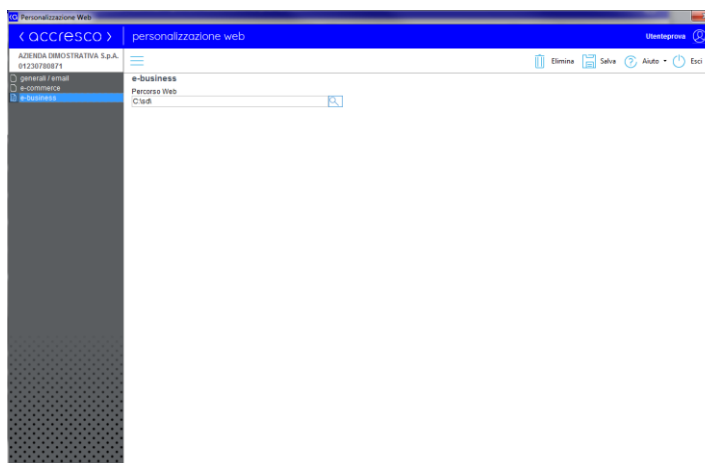 Personalizzazione Web
‹ accresco › personalizzazione web Utenteprova
AZIENDA DIMOSTRATIVA S.p.A.
01230780871
Elimina Salva Aiuto Esci
generali / email
e-commerce
e-business
e-business
Percorso Web
C:\sdi\